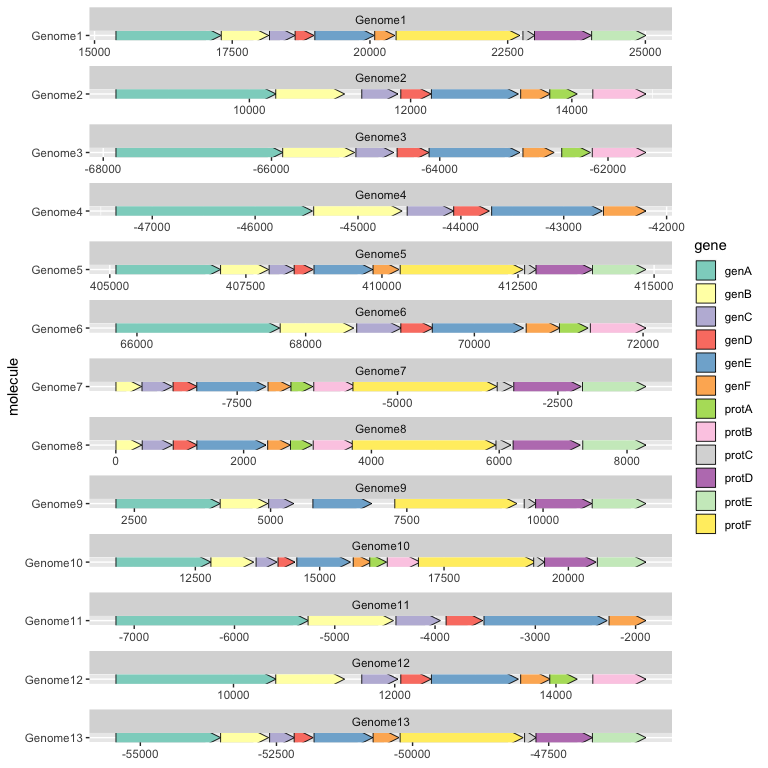 Genome1
Genome1
15000 17500 20000 22500 25000
Genome2
Genome2
10000 12000 14000
Genome3
Genome3
-68000 -66000 -64000 -62000
Genome4
Genome4
-47000 -46000 -45000 -44000 -43000 -42000
Genome5
Genome5
405000 407500 410000 412500 415000
Genome6
Genome6
66000 68000 70000 72000
Genome7
Genome7
-7500 -5000 -2500
Genome8
Genome8
0 2000 4000 6000 8000
Genome9
Genome9
2500 5000 7500 10000
Genome10
Genome10
12500 15000 17500 20000
Genome11
Genome11
-7000 -6000 -5000 -4000 -3000 -2000
Genome12
Genome12
10000 12000 14000
Genome13
Genome13
-55000 -52500 -50000 -47500
molecule
gene
genA
genB
genC
genD
genE
genF
protA
protB
protC
protD
protE
protF